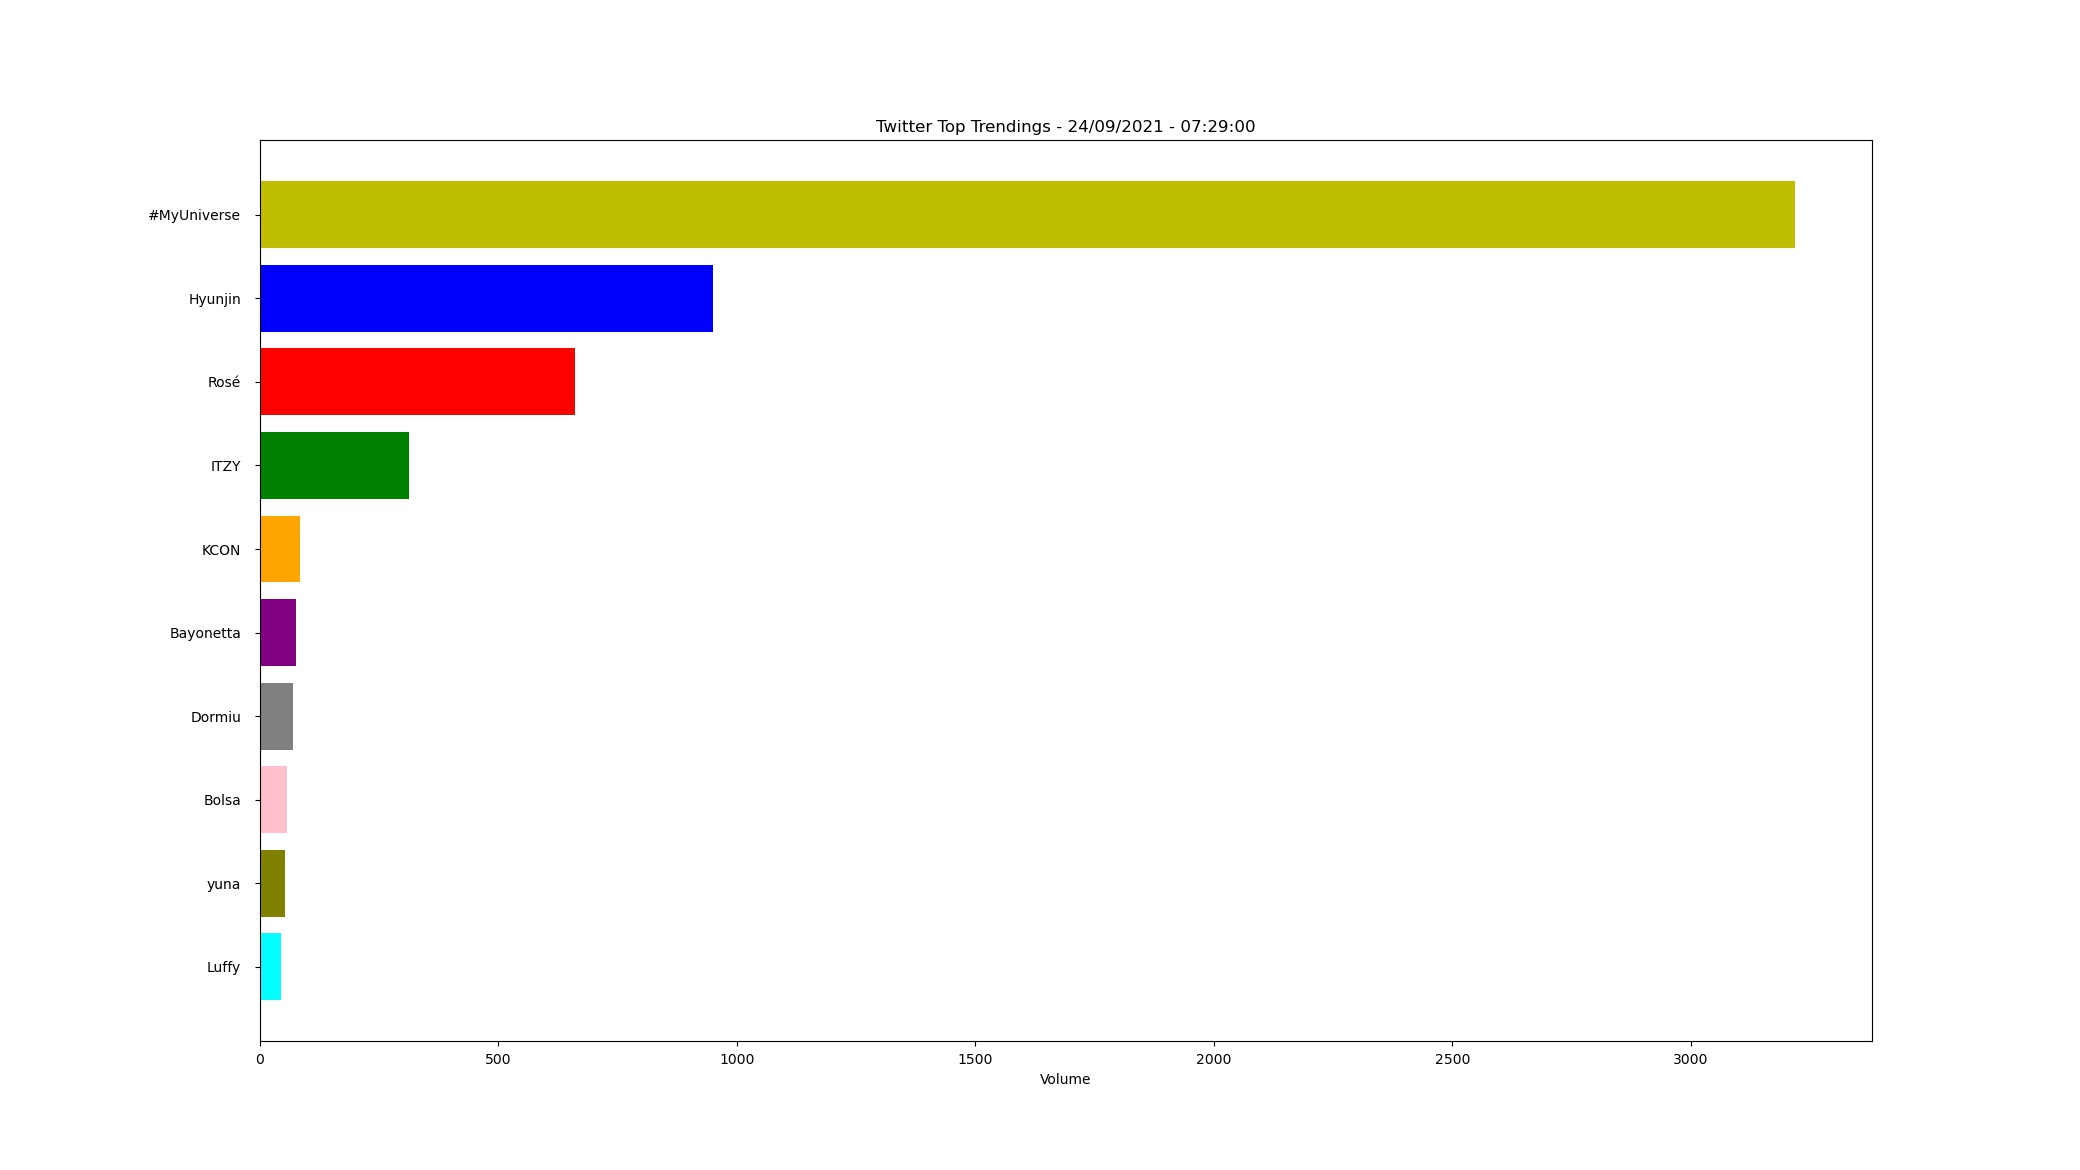 Twitter Top Trendings - 24/09/2021 - 07:29:00
#MyUniverse
Hyunjin
Rosé
ITZY
KCON
Bayonetta
Dormiu
Bolsa
yuna
Luffy
0 500 1000 1500 2000 2500 3000
Volume